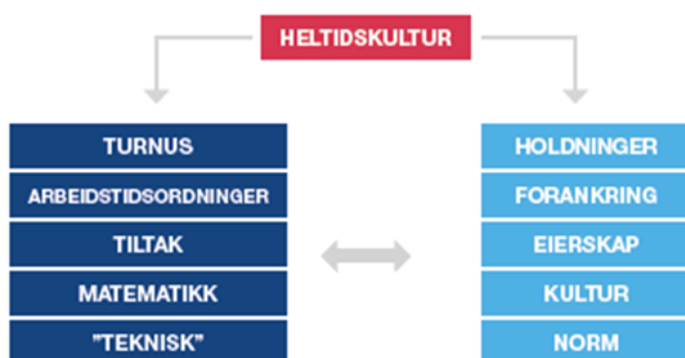 HELTIDSKULTUR
TURNUS
ARBEIDSTIDSORDNINGER
TILTAK
MATEMATIKK
”TEKNISK”
HOLDNINGER
FORANKRING
EIERSKAP
KULTUR
NORM